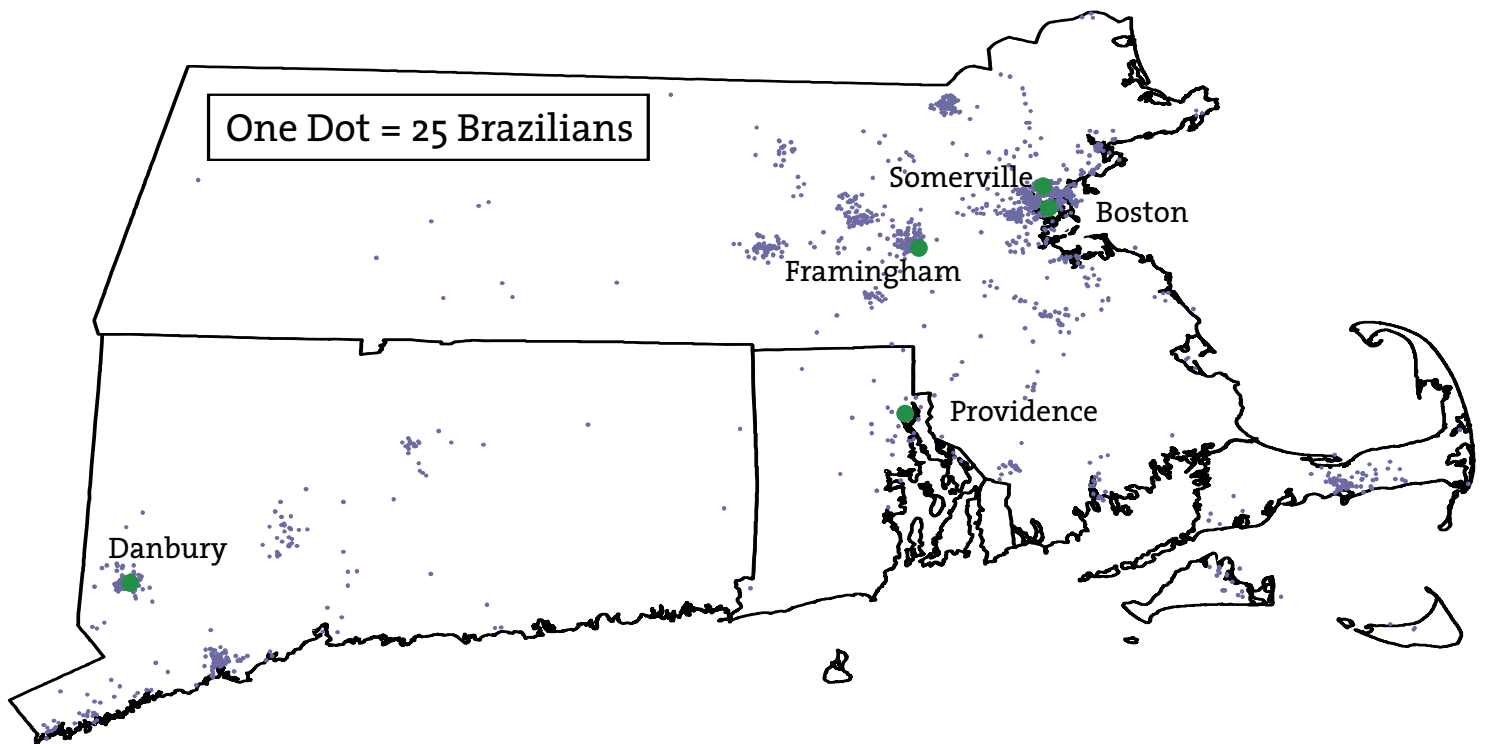 One Dot = 25 Brazilians
Somerville
Boston
Framingham
Providence
Danbury